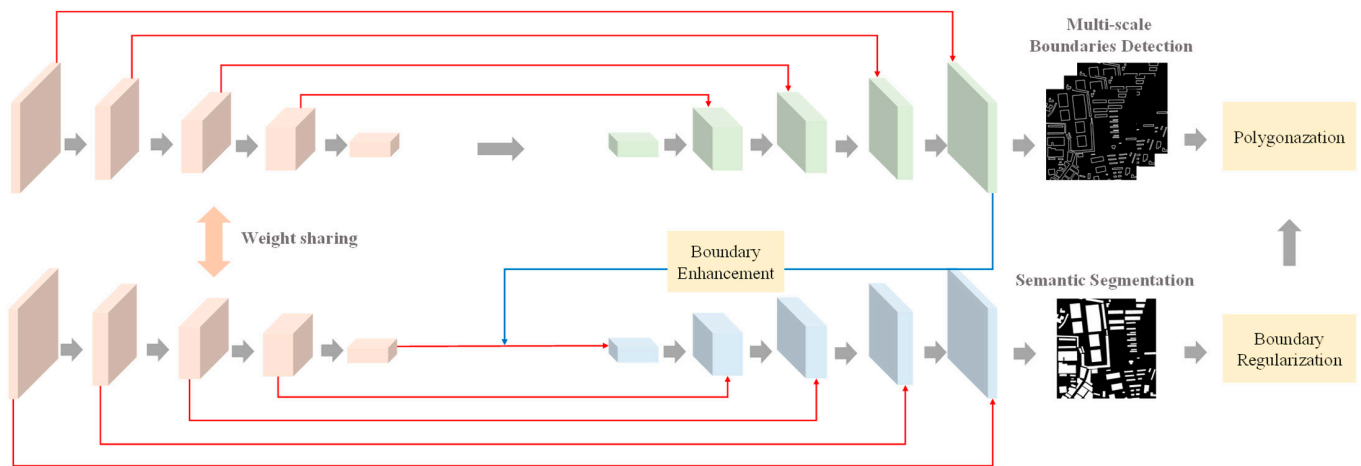 Multi-scale
Boundaries Detection
Polygonazation
Weight sharing
Boundary
Enhancement
Semantic Segmentation
Boundary
Regularization